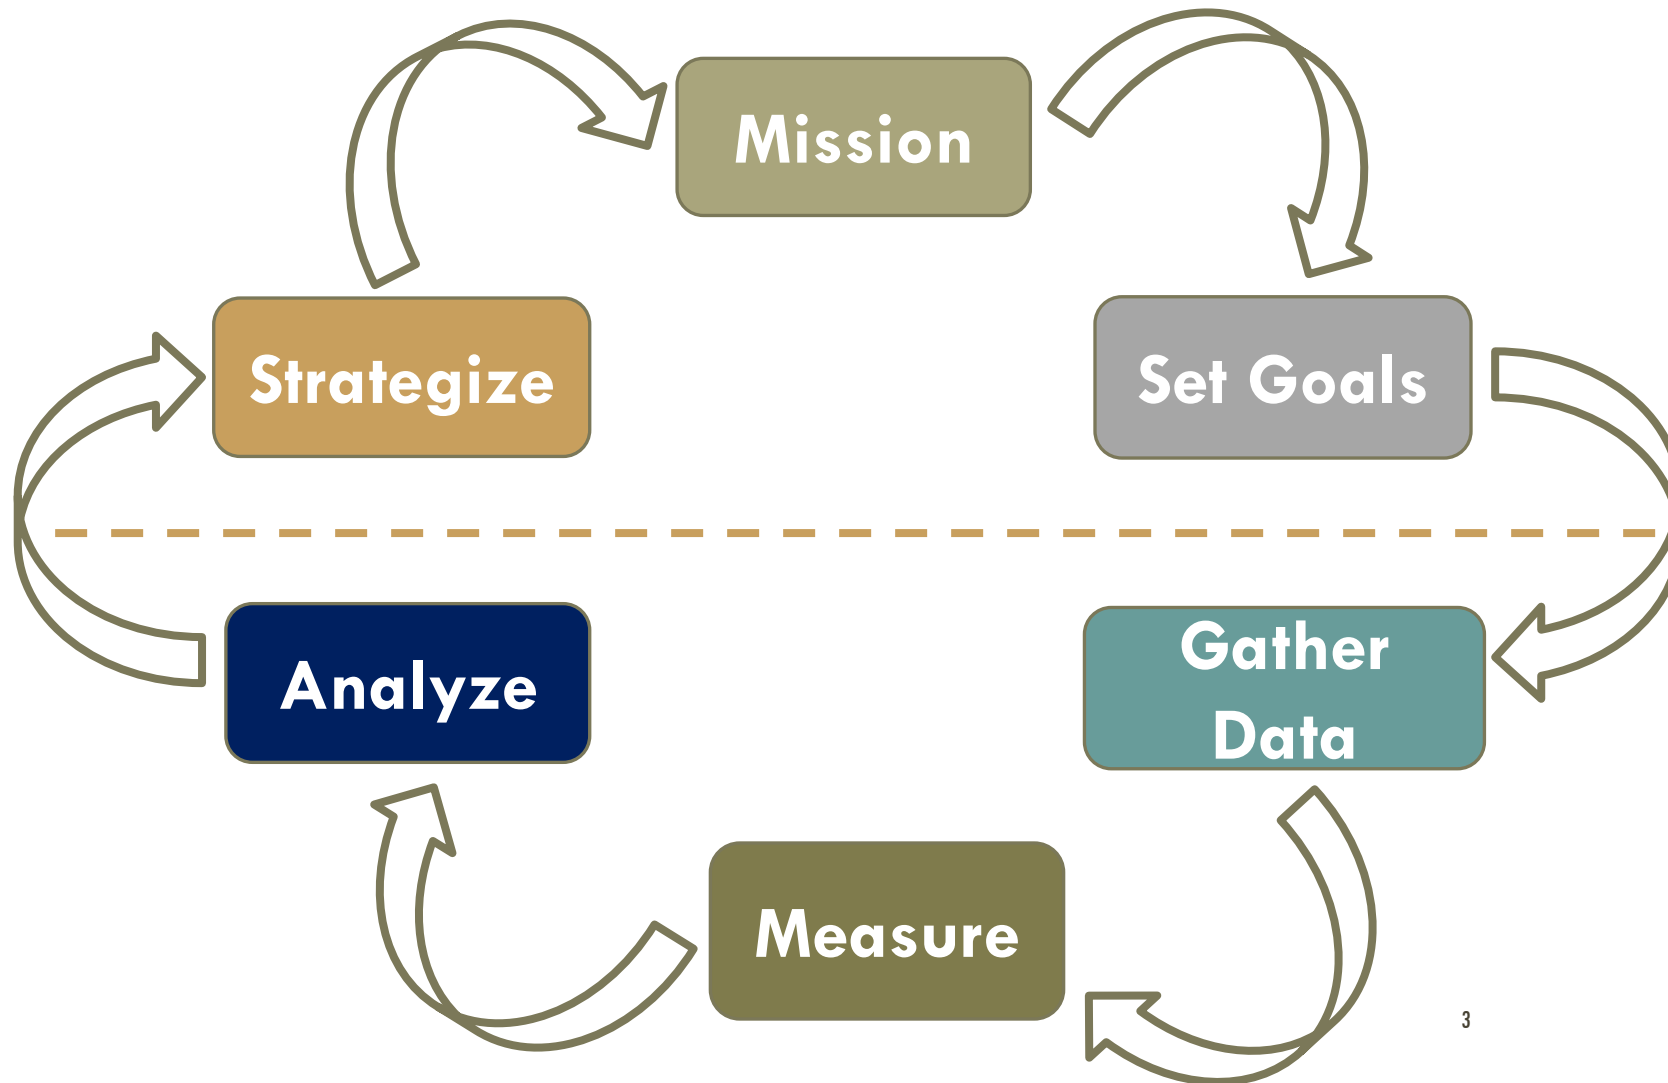 Mission
Strategize
Set Goals
Analyze
Gather
Data
Measure
3